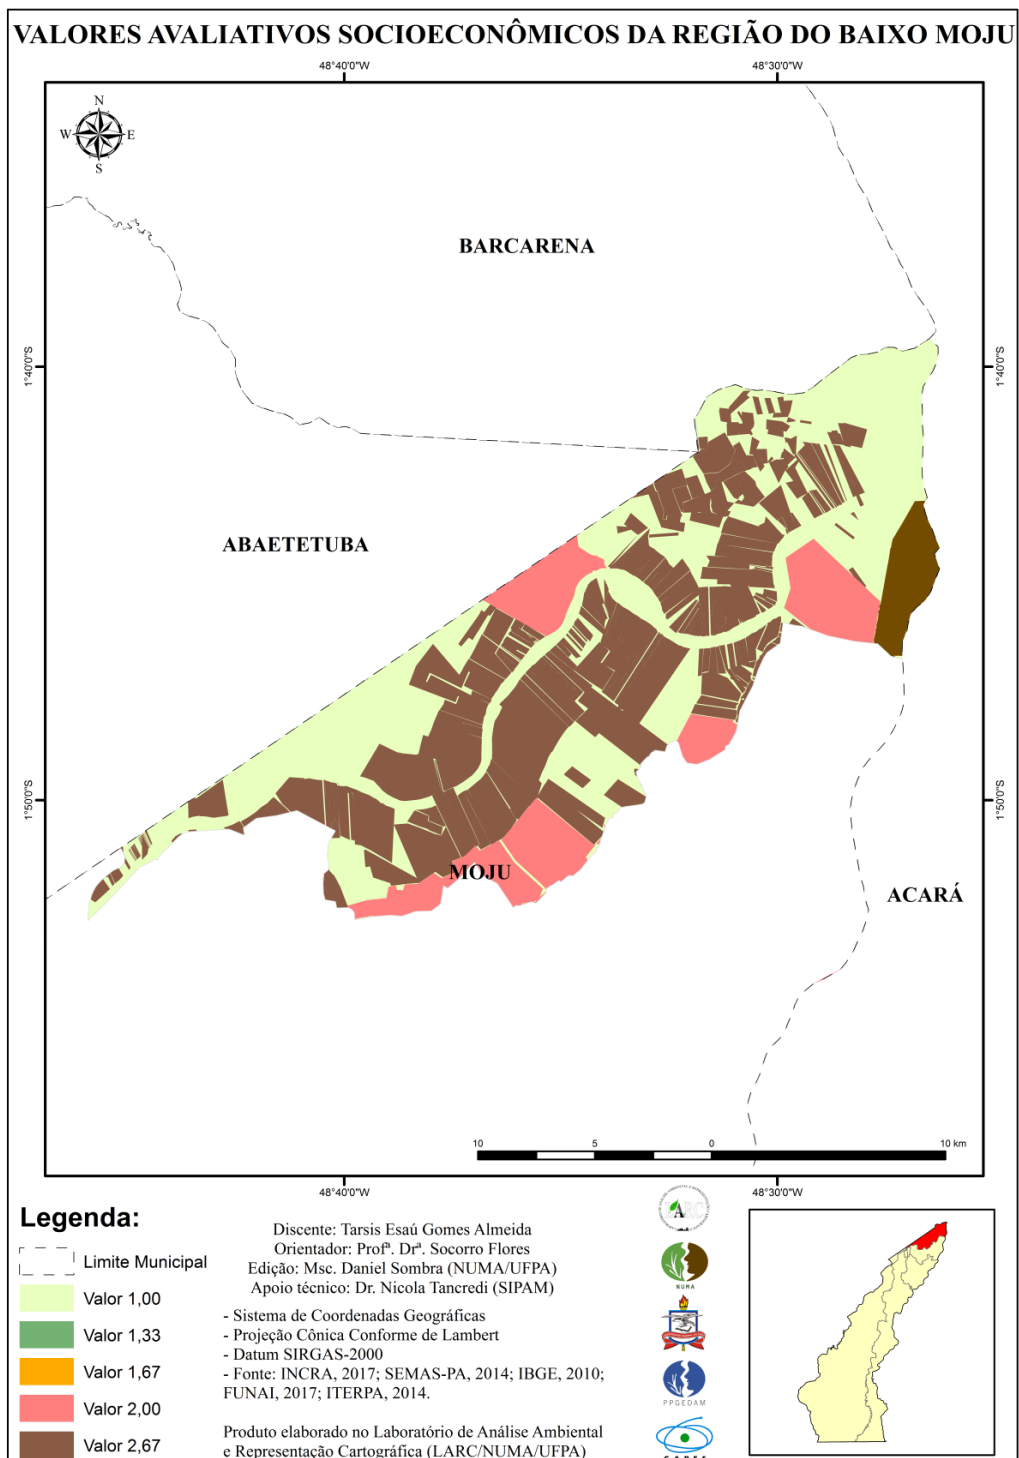 VALORES AVALIATIVOS SOCIOECONÔMICOS DA REGIÃO DO BAIXO MOJU
48°40'0"W
48°30'0"W
N
W
E
S
BARCARENA
1°40'0"S
1°40'0"S
ABAETETUBA
1°50'0"S
1°50'0"S
MOJU
ACARÁ
10
5
0
10 km
48°40'0"W
48°30'0"W
Legenda:
Limite Municipal
Valor 1,00
Valor 1,33
Valor 1,67
Valor 2,00
Valor 2,67
Discente: Tarsis Esaú Gomes Almeida
Orientador: Profª. Drª. Socorro Flores
Edição: Msc. Daniel Sombra (NUMA/UFPA)
Apoio técnico: Dr. Nicola Tancredi (SIPAM)
- Sistema de Coordenadas Geográficas
- Projeção Cônica Conforme de Lambert
- Datum SIRGAS-2000
- Fonte: INCRA, 2017; SEMAS-PA, 2014; IBGE, 2010;
FUNAI, 2017; ITERPA, 2014.
Produto elaborado no Laboratório de Análise Ambiental
e Representação Cartográfica (LARC/NUMA/UFPA)
LARC
NUMA
PPGEDAM